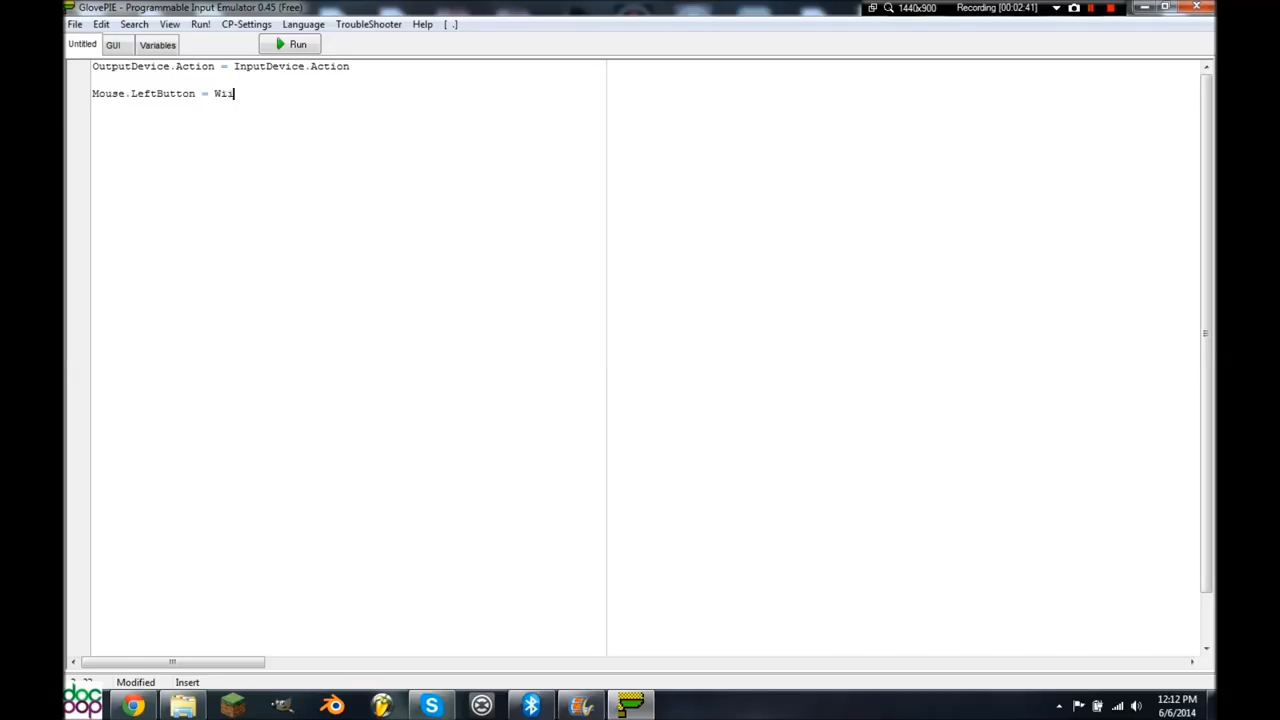 GlovePIE - Programmable Input Emulator 0.45 (Free)
1440x900
Recording [00:02:41]
File Edit Search View Run! CP-Settings Language TroubleShooter Help [ .]
Untitled GUI Variables Run
OutputDevice.Action = InputDevice.Action
Mouse.LeftButton = Wii
Modified Insert
doc
pop
12:12 PM
6/6/2014